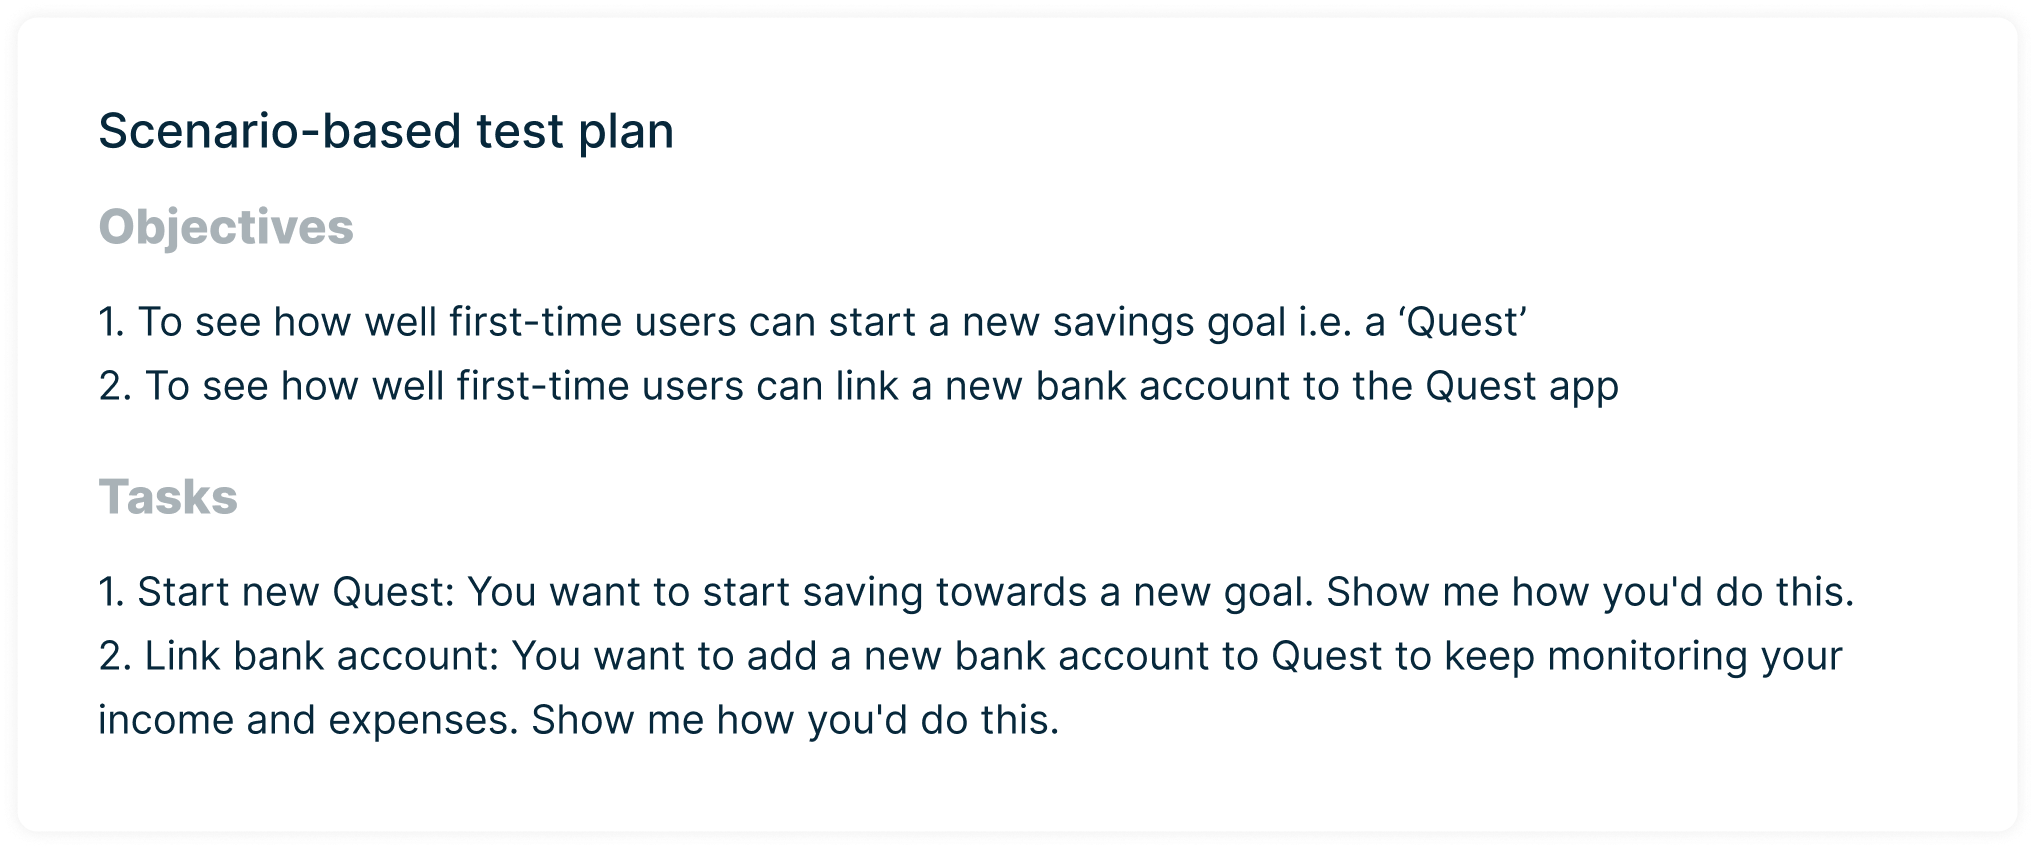 Scenario-based test plan
Objectives
1. To see how well first-time users can start a new savings goal i.e. a ‘Quest’
2. To see how well first-time users can link a new bank account to the Quest app
Tasks
1. Start new Quest: You want to start saving towards a new goal. Show me how you'd do this.
2. Link bank account: You want to add a new bank account to Quest to keep monitoring your
income and expenses. Show me how you'd do this.